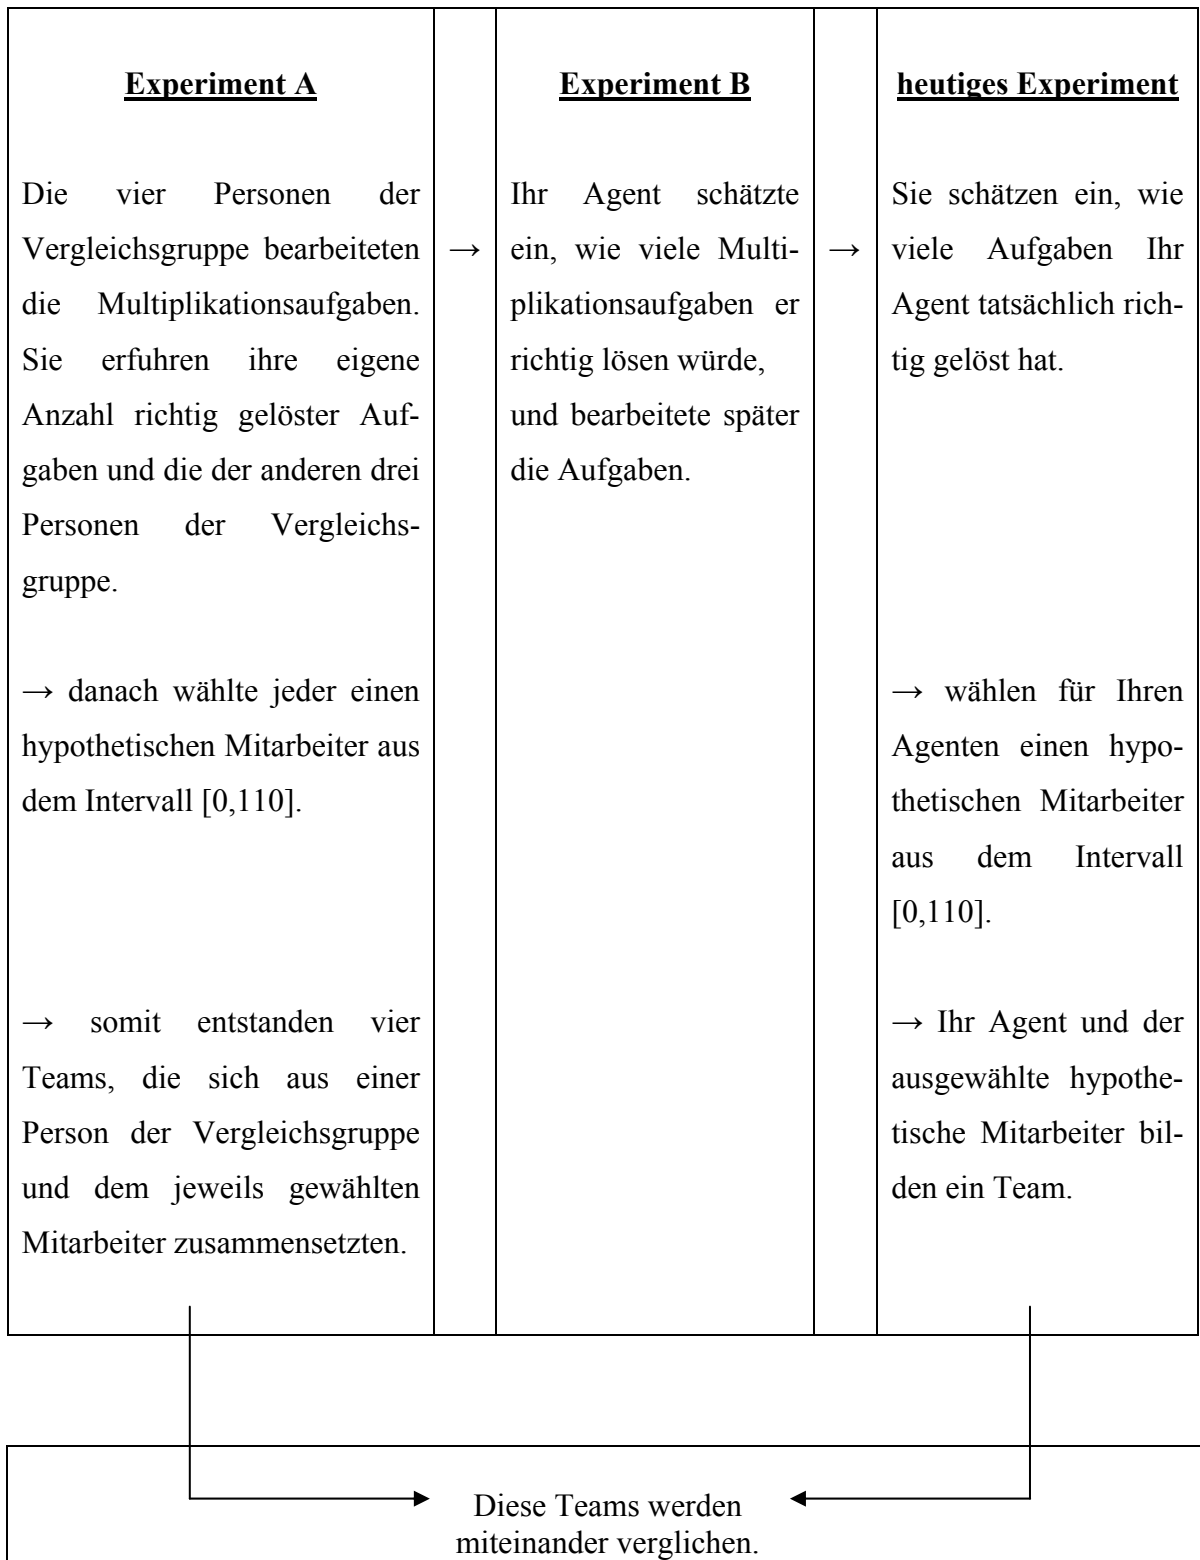 Experiment A
Die vier Personen der
Vergleichsgruppe bearbeiteten
die Multiplikationsaufgaben.
Sie erfuhren ihre eigene
Anzahl richtig gelöster Auf-
gaben und die der anderen drei
Personen der Vergleichs-
gruppe.
→ danach wählte jeder einen
hypothetischen Mitarbeiter aus
dem Intervall [0,110].
→ somit entstanden vier
Teams, die sich aus einer
Person der Vergleichsgruppe
und dem jeweils gewählten
Mitarbeiter zusammensetzten.
→
Experiment B
Ihr Agent schätzte
ein, wie viele Multi-
plikationsaufgaben er
richtig lösen würde,
und bearbeitete später
die Aufgaben.
→
heutiges Experiment
Sie schätzen ein, wie
viele Aufgaben Ihr
Agent tatsächlich rich-
tig gelöst hat.
→ wählen für Ihren
Agenten einen hypo-
thetischen Mitarbeiter
aus dem Intervall
[0,110].
→ Ihr Agent und der
ausgewählte hypothe-
tische Mitarbeiter bil-
den ein Team.
Diese Teams werden
miteinander verglichen.